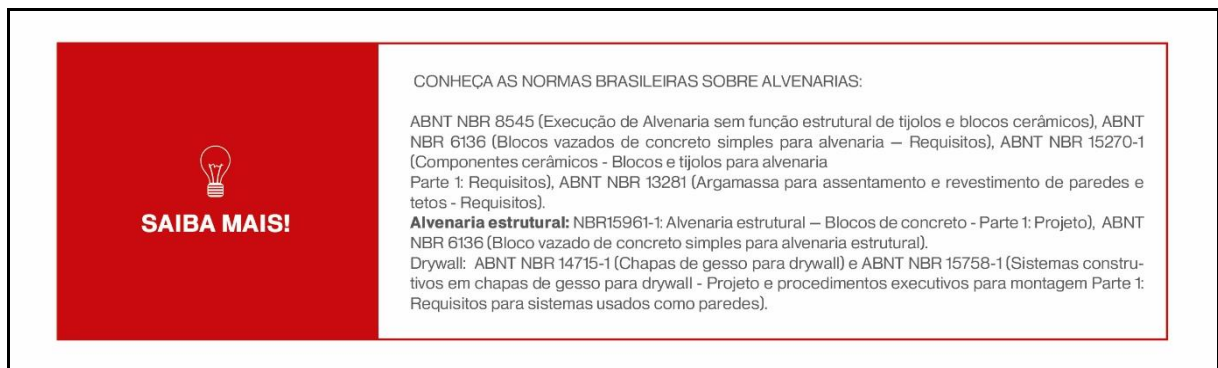 SAIBA MAIS!
CONHEÇA AS NORMAS BRASILEIRAS SOBRE ALVENARIAS:
ABNT NBR 8545 (Execução de Alvenaria sem função estrutural de tijolos e blocos cerâmicos), ABNT
NBR 6136 (Blocos vazados de concreto simples para alvenaria – Requisitos), ABNT NBR 15270-1
(Componentes cerâmicos - Blocos e tijolos para alvenaria
Parte 1: Requisitos), ABNT NBR 13281 (Argamassa para assentamento e revestimento de paredes e
tetos - Requisitos).
Alvenaria estrutural: NBR15961-1: Alvenaria estrutural – Blocos de concreto - Parte 1: Projeto), ABNT
NBR 6136 (Bloco vazado de concreto simples para alvenaria estrutural).
Drywall: ABNT NBR 14715-1 (Chapas de gesso para drywall) e ABNT NBR 15758-1 (Sistemas constru-
tivos em chapas de gesso para drywall - Projeto e procedimentos executivos para montagem Parte 1:
Requisitos para sistemas usados como paredes).